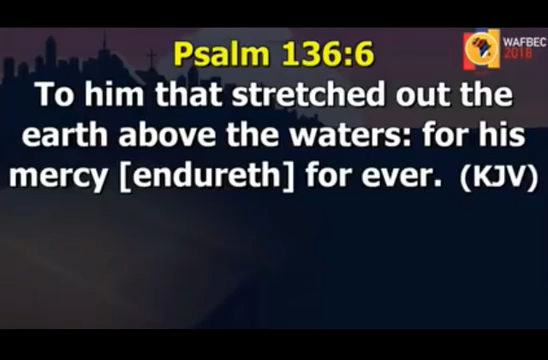 Psalm 136:6
WAFBEC
2018
To him that stretched out the
earth above the waters: for his
mercy [endureth] for ever. (KJV)